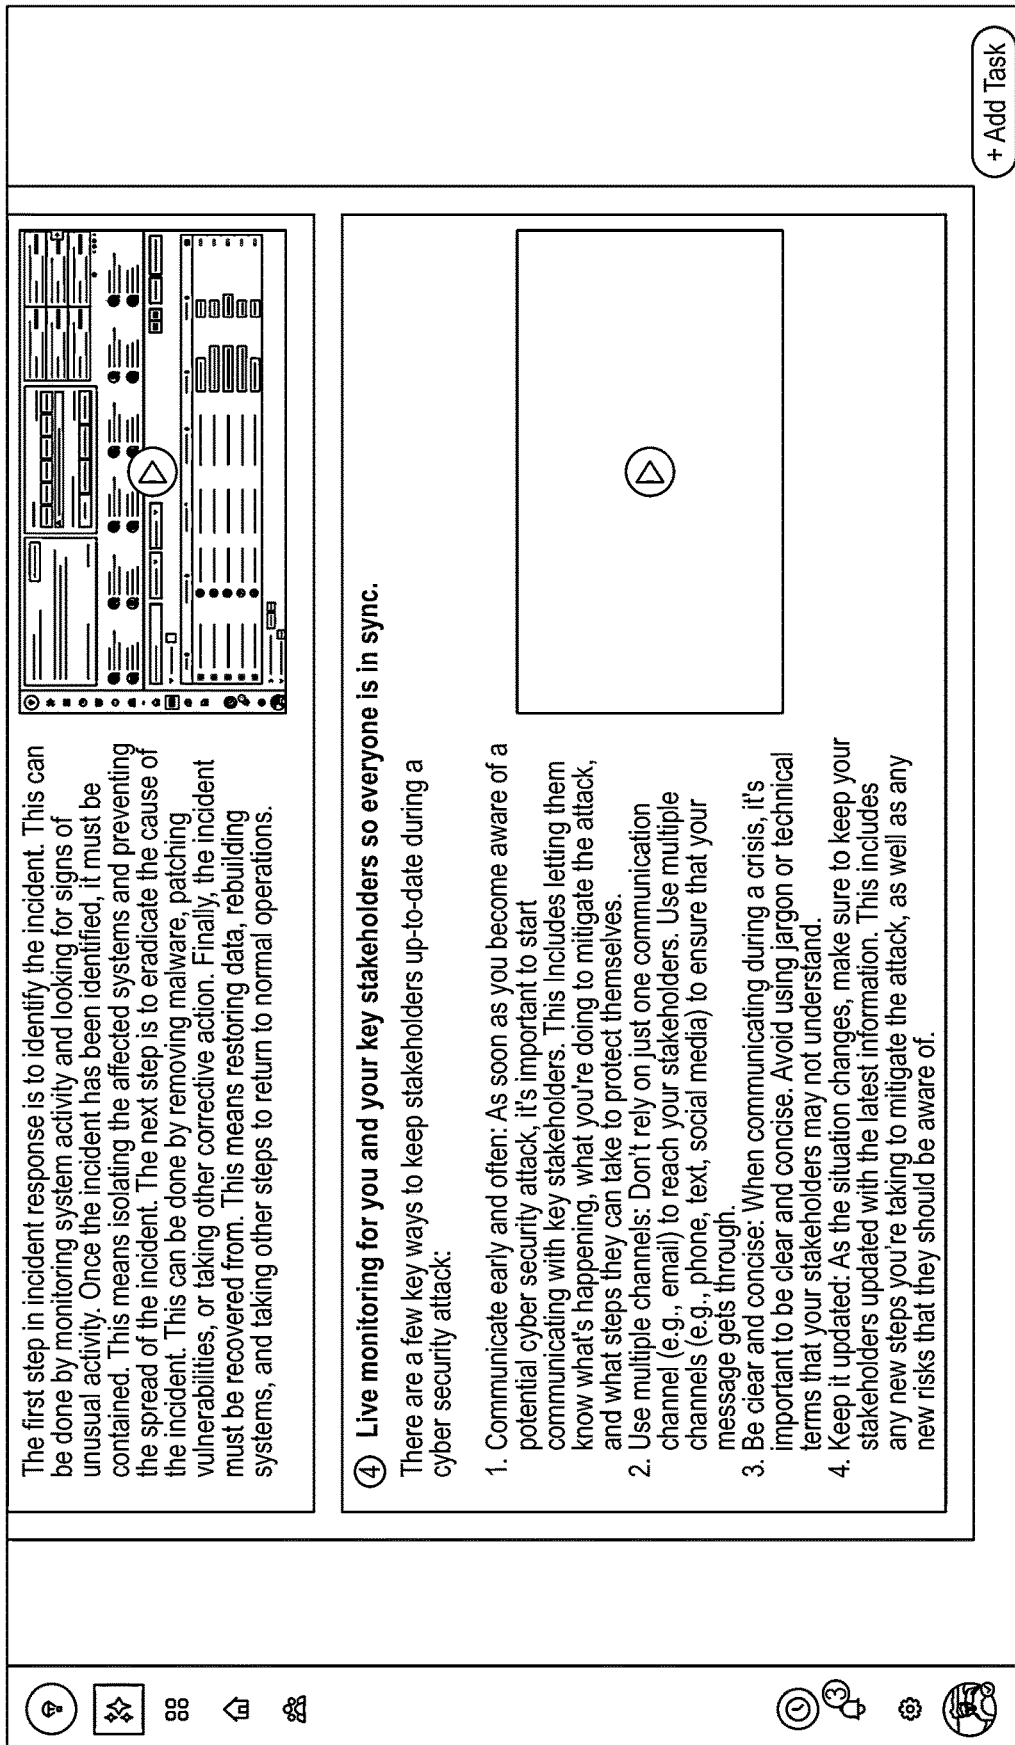 The first step in incident response is to identify the incident. This can
be done by monitoring system activity and looking for signs of
unusual activity. Once the incident has been identified, it must be
contained. This means isolating the affected systems and preventing
the spread of the incident. The next step is to eradicate the cause of
the incident. This can be done by removing malware, patching
vulnerabilities, or taking other corrective action. Finally, the incident
must be recovered from. This means restoring data, rebuilding
systems, and taking other steps to return to normal operations.
4 Live monitoring for you and your key stakeholders so everyone is in sync.
There are a few key ways to keep stakeholders up-to-date during a
cyber security attack:
1. Communicate early and often: As soon as you become aware of a
potential cyber security attack, it's important to start
communicating with key stakeholders. This Includes letting them
know what's happening, what you're doing to mitigate the attack,
and what steps they can take to protect themselves.
2. Use multiple channels: Don't rely on just one communication
channel (e.g., email) to reach your stakeholders. Use multiple
channels (e.g., phone, text, social media) to ensure that your
message gets through.
3. Be clear and concise: When communicating during a crisis, it's
important to be clear and concise. Avoid using jargon or technical
terms that your stakeholders may not understand.
4. Keep it updated: As the situation changes, make sure to keep your
stakeholders updated with the latest information. This includes
any new steps you're taking to mitigate the attack, as well as any
new risks that they should be aware of.
3
+ Add Task